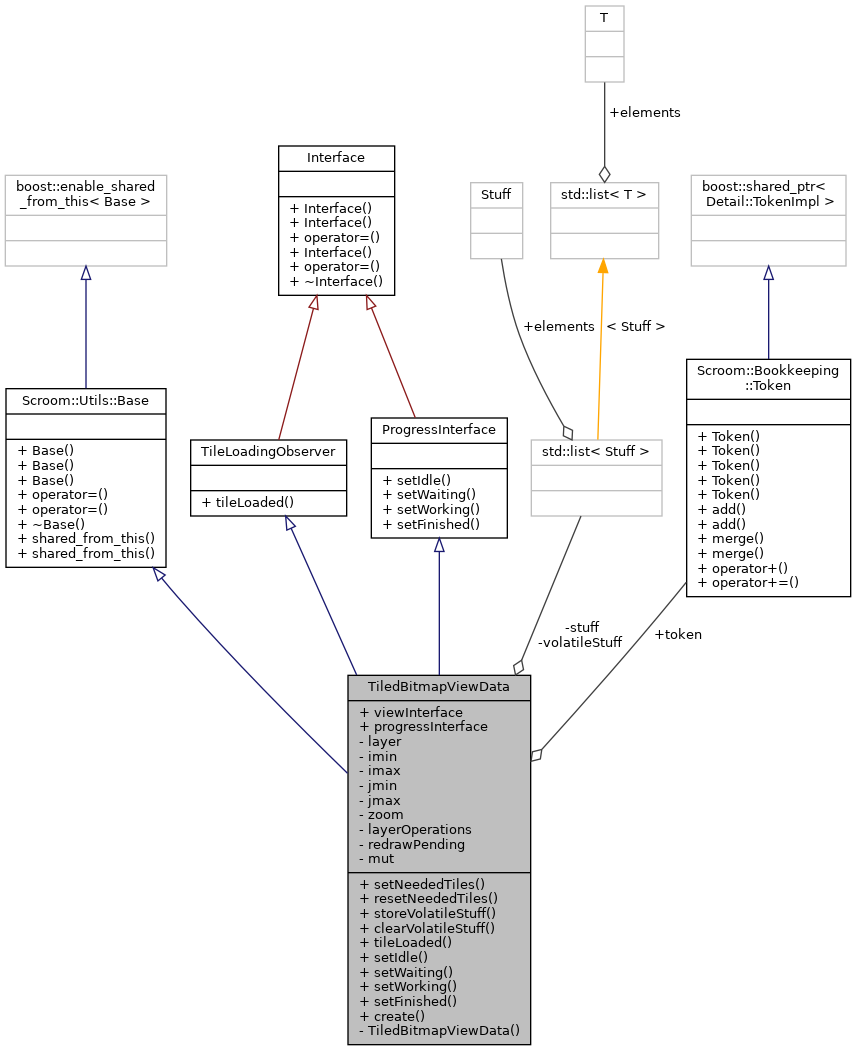 T
+elements
Interface
+ Interface()
+ Interface()
+ operator=()
+ Interface()
+ operator=()
+ ~Interface()
boost::enable_shared
_from_this< Base >
Stuff
std::list< T >
boost::shared_ptr<
Detail::TokenImpl >
+elements
< Stuff >
Scroom::Utils::Base
+ Base()
+ Base()
+ Base()
+ operator=()
+ operator=()
+ ~Base()
+ shared_from_this()
+ shared_from_this()
TileLoadingObserver
+ tileLoaded()
ProgressInterface
+ setIdle()
+ setWaiting()
+ setWorking()
+ setFinished()
std::list< Stuff >
Scroom::Bookkeeping
::Token
+ Token()
+ Token()
+ Token()
+ Token()
+ Token()
+ add()
+ add()
+ merge()
+ merge()
+ operator+()
+ operator+=()
-stuff
-volatileStuff
+token
TiledBitmapViewData
+ viewInterface
+ progressInterface
- layer
- imin
- imax
- jmin
- jmax
- zoom
- layerOperations
- redrawPending
- mut
+ setNeededTiles()
+ resetNeededTiles()
+ storeVolatileStuff()
+ clearVolatileStuff()
+ tileLoaded()
+ setIdle()
+ setWaiting()
+ setWorking()
+ setFinished()
+ create()
- TiledBitmapViewData()